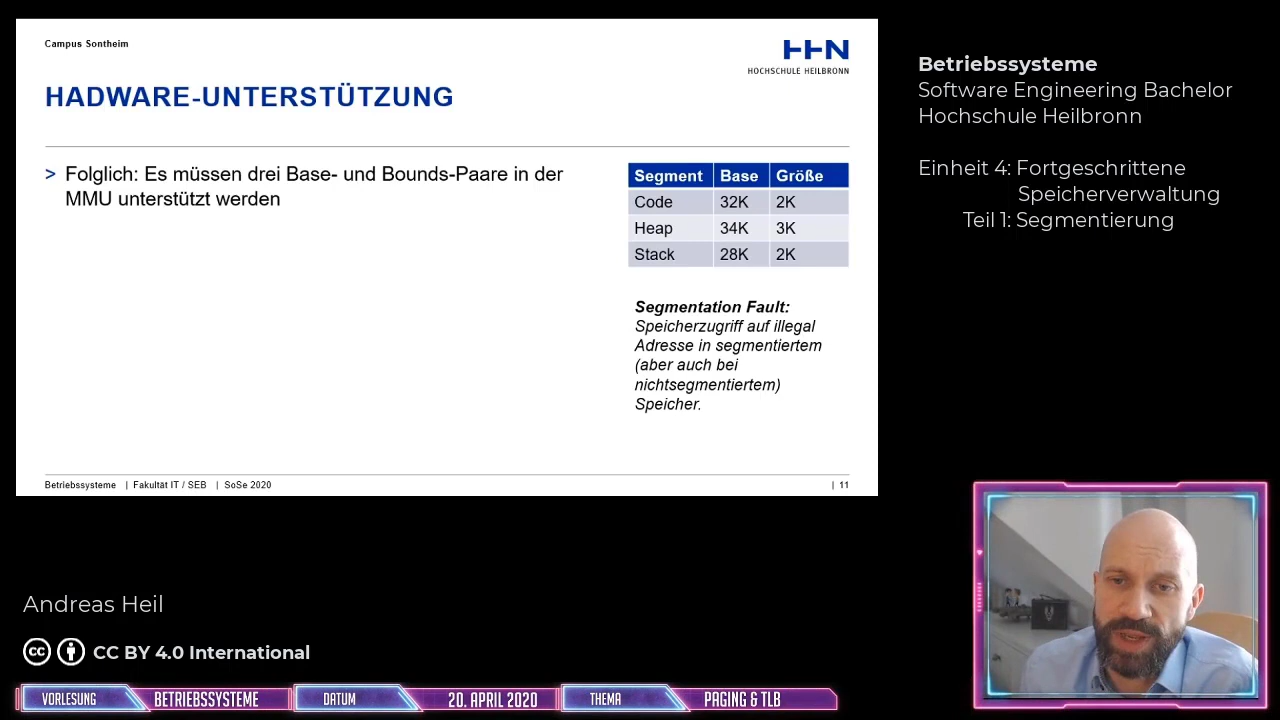 Campus Sontheim
HHN
HOCHSCHULE HEILBRONN
HADWARE-UNTERSTÜTZUNG
> Folglich: Es müssen drei Base- und Bounds-Paare in der
MMU unterstützt werden
Segment Base Größe
Code 32K 2K
Heap 34K 3K
Stack 28K 2K
Segmentation Fault:
Speicherzugriff auf illegal
Adresse in segmentiertem
(aber auch bei
nichtsegmentiertem)
Speicher.
Betriebssysteme | Fakultät IT / SEB | SoSe 2020 | 11
Betriebssysteme
Software Engineering Bachelor
Hochschule Heilbronn
Einheit 4: Fortgeschrittene
Speicherverwaltung
Teil 1: Segmentierung
Andreas Heil
CC BY 4.0 International
VORLESUNG BETRIEBSSYSTEME DATUM 20. APRIL 2020 THEMA PAGING & TLB